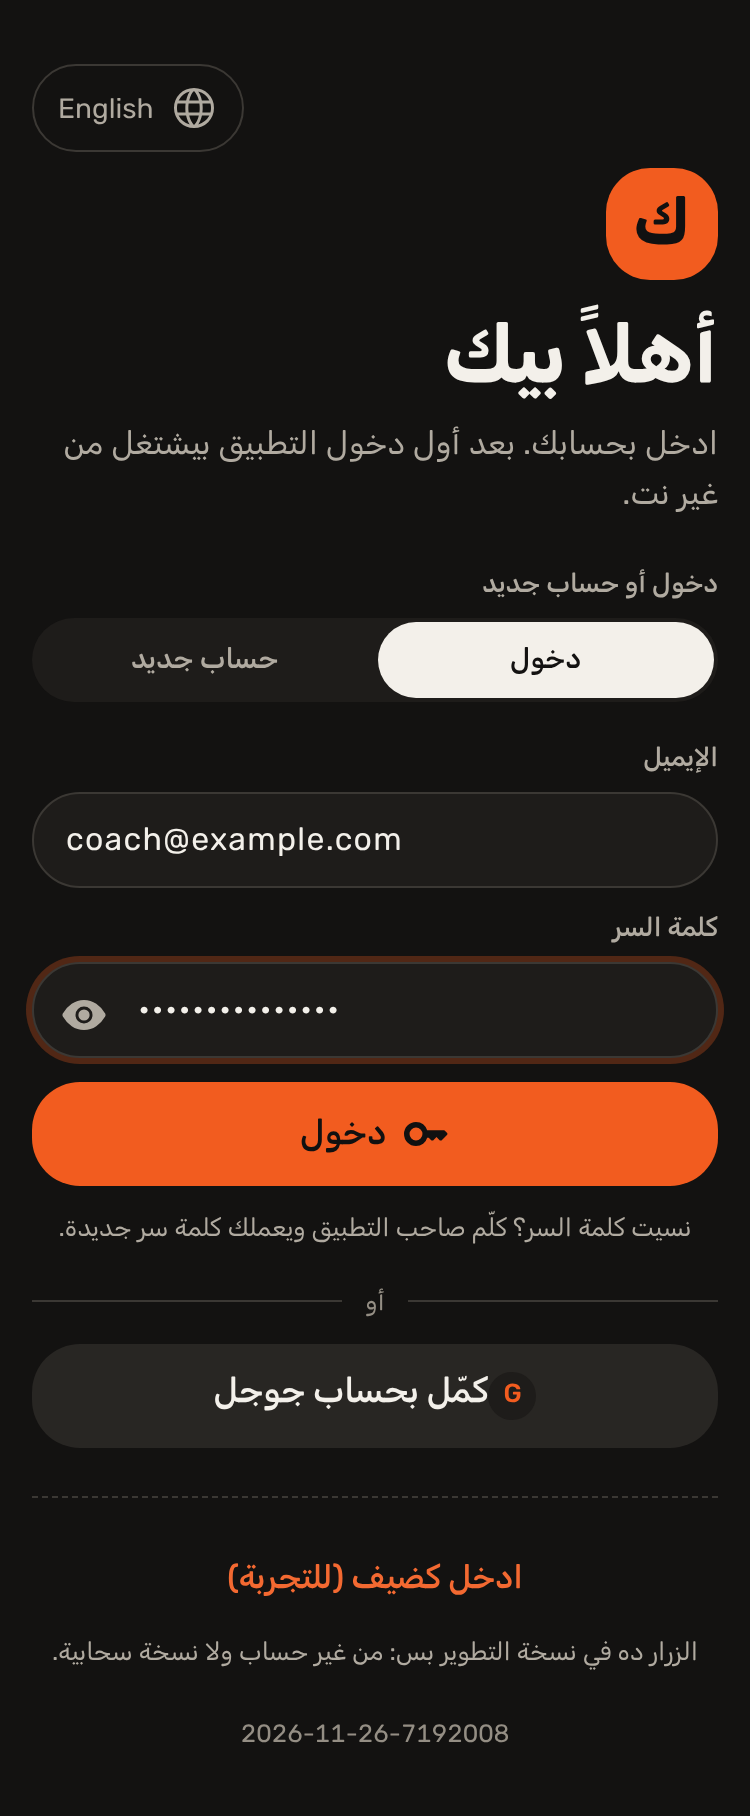 English
ك
أهلاً بيك
ادخل بحسابك. بعد أول دخول التطبيق بيشتغل من
غير نت.
دخول أو حساب جديد
دخول
حساب جديد
الإيميل
coach@example.com
كلمة السر
•••••••••••••••
دخول
نسيت كلمة السر؟ كلّم صاحب التطبيق ويعملك كلمة سر جديدة.
أو
G كمّل بحساب جوجل
ادخل كضيف (للتجربة)
الزرار ده في نسخة التطوير بس: من غير حساب ولا نسخة سحابية.
2026-11-26-7192008